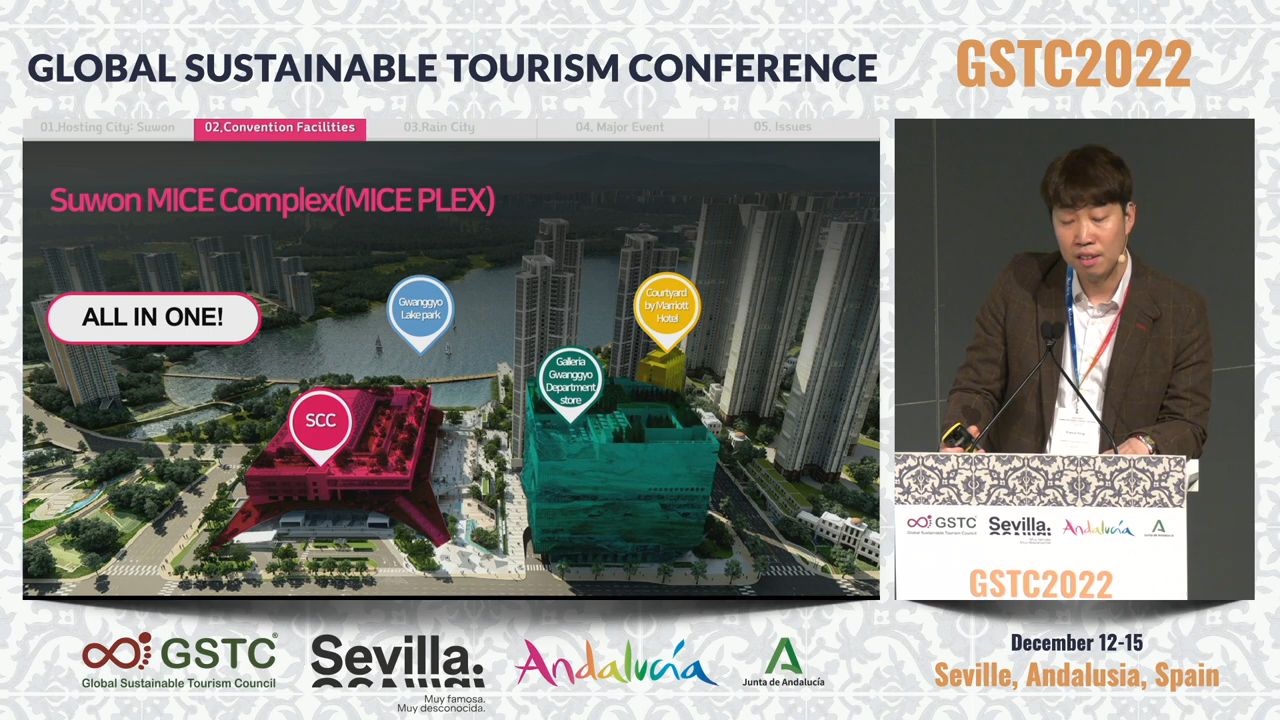 GLOBAL SUSTAINABLE TOURISM CONFERENCE
GSTC2022
01.Hosting City: Suwon
02.Convention Facilities
03.Rain City
04. Major Event
05. Issues
Suwon MICE Complex(MICE PLEX)
ALL IN ONE!
Gwanggyo
Lake park
Courtyard
by Marriott
Hotel
Galleria
Gwanggyo
Department
store
SCC
GSTC
Global Sustainable Tourism Council
Sevilla.
Andalucía
Junta de Andalucía
GSTC2022
GSTC
Global Sustainable Tourism Council
Sevilla.
Muy famosa.
Muy desconocida.
Andalucía
Junta de Andalucía
December 12-15
Seville, Andalusia, Spain